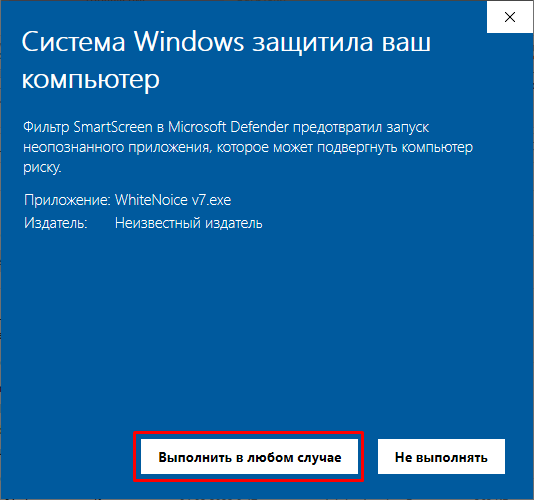 Система Windows защитила ваш
компьютер
Фильтр SmartScreen в Microsoft Defender предотвратил запуск
неопознанного приложения, которое может подвергнуть компьютер
риску.
Приложение: WhiteNoice v7.exe
Издатель: Неизвестный издатель
Выполнить в любом случае Не выполнять